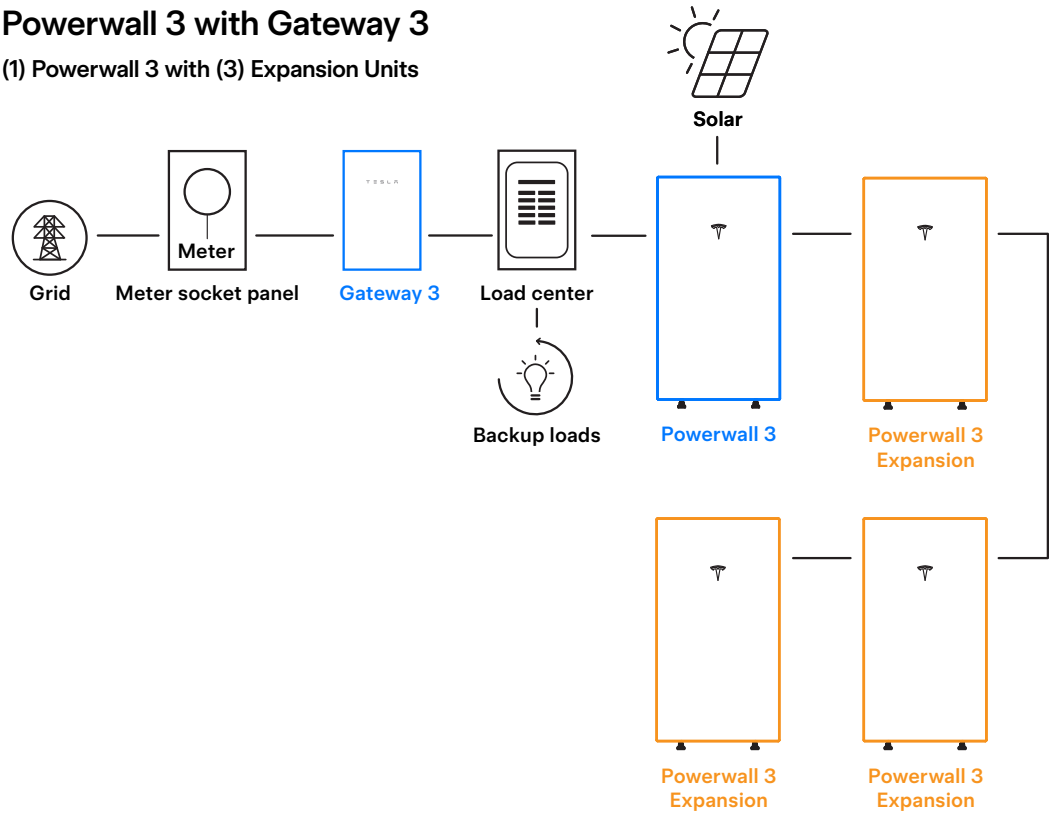 Powerwall 3 with Gateway 3
(1) Powerwall 3 with (3) Expansion Units
Solar
TESLA
Meter
Grid
Meter socket panel
Gateway 3
Load center
Backup loads
Powerwall 3
Powerwall 3
Expansion
Powerwall 3
Expansion
Powerwall 3
Expansion